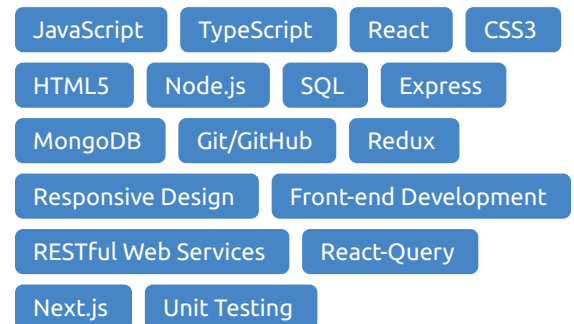 JavaScript TypeScript React CSS3
HTML5 Node.js SQL Express
MongoDB Git/GitHub Redux
Responsive Design Front-end Development
RESTful Web Services React-Query
Next.js Unit Testing